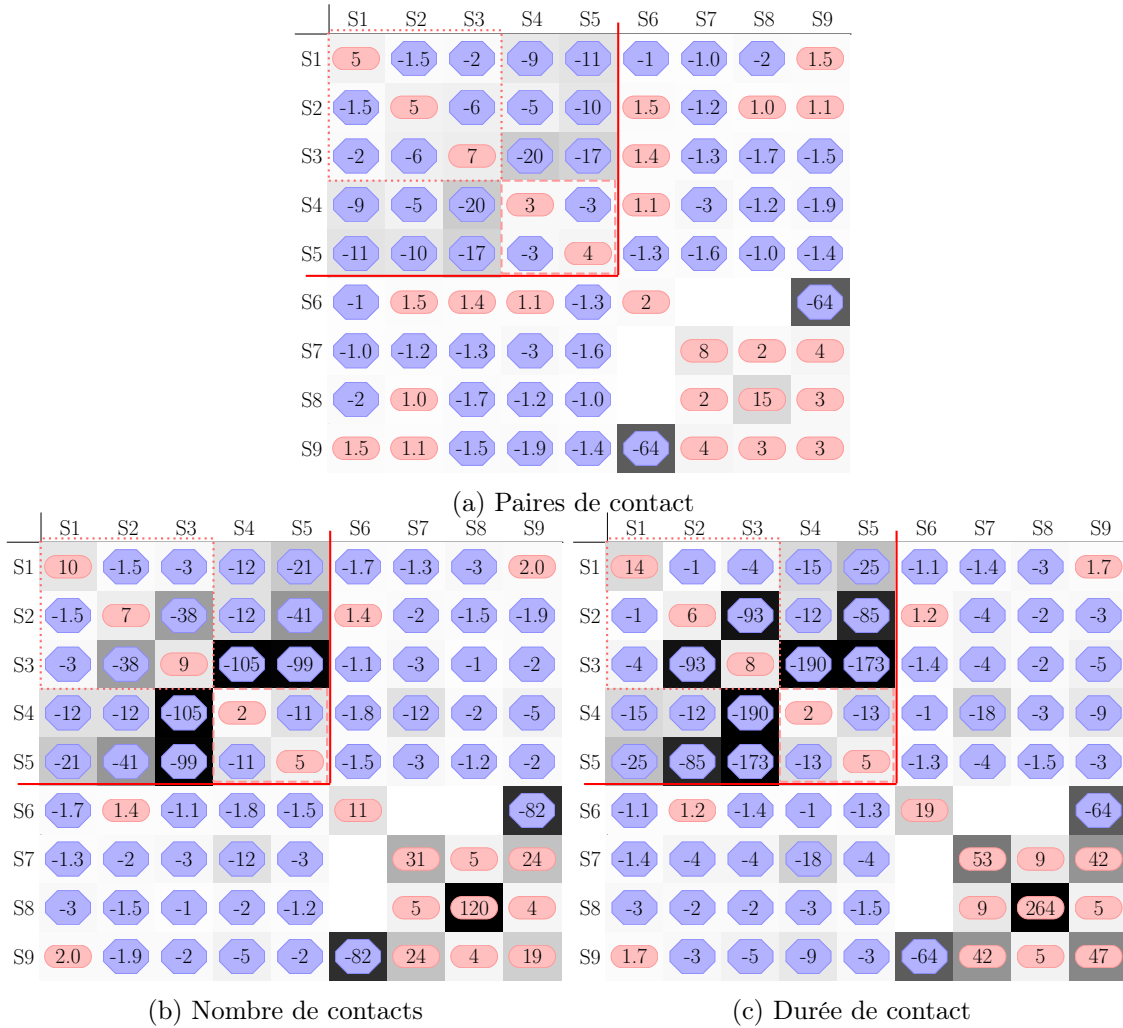 S1 S2 S3 S4 S5 S6 S7 S8 S9
S1 5 -1.5 -2 -9 -11 -1 -1.0 -2 1.5
S2 -1.5 5 -6 -5 -10 1.5 -1.2 1.0 1.1
S3 -2 -6 7 -20 -17 1.4 -1.3 -1.7 -1.5
S4 -9 -5 -20 3 -3 1.1 -3 -1.2 -1.9
S5 -11 -10 -17 -3 4 -1.3 -1.6 -1.0 -1.4
S6 -1 1.5 1.4 1.1 -1.3 2 -64
S7 -1.0 -1.2 -1.3 -3 -1.6 8 2 4
S8 -2 1.0 -1.7 -1.2 -1.0 2 15 3
S9 1.5 1.1 -1.5 -1.9 -1.4 -64 4 3 3
(a) Paires de contact
S1 S2 S3 S4 S5 S6 S7 S8 S9
S1 10 -1.5 -3 -12 -21 -1.7 -1.3 -3 2.0
S2 -1.5 7 -38 -12 -41 1.4 -2 -1.5 -1.9
S3 -3 -38 9 -105 -99 -1.1 -3 -1 -2
S4 -12 -12 -105 2 -11 -1.8 -12 -2 -5
S5 -21 -41 -99 -11 5 -1.5 -3 -1.2 -2
S6 -1.7 1.4 -1.1 -1.8 -1.5 11 -82
S7 -1.3 -2 -3 -12 -3 31 5 24
S8 -3 -1.5 -1 -2 -1.2 5 120 4
S9 2.0 -1.9 -2 -5 -2 -82 24 4 19
(b) Nombre de contacts
S1 S2 S3 S4 S5 S6 S7 S8 S9
S1 14 -1 -4 -15 -25 -1.1 -1.4 -3 1.7
S2 -1 6 -93 -12 -85 1.2 -4 -2 -3
S3 -4 -93 8 -190 -173 -1.4 -4 -2 -5
S4 -15 -12 -190 2 -13 -1 -18 -3 -9
S5 -25 -85 -173 -13 5 -1.3 -4 -1.5 -3
S6 -1.1 1.2 -1.4 -1 -1.3 19 -64
S7 -1.4 -4 -4 -18 -4 53 9 42
S8 -3 -2 -2 -3 -1.5 9 264 5
S9 1.7 -3 -5 -9 -3 -64 42 5 47
(c) Durée de contact